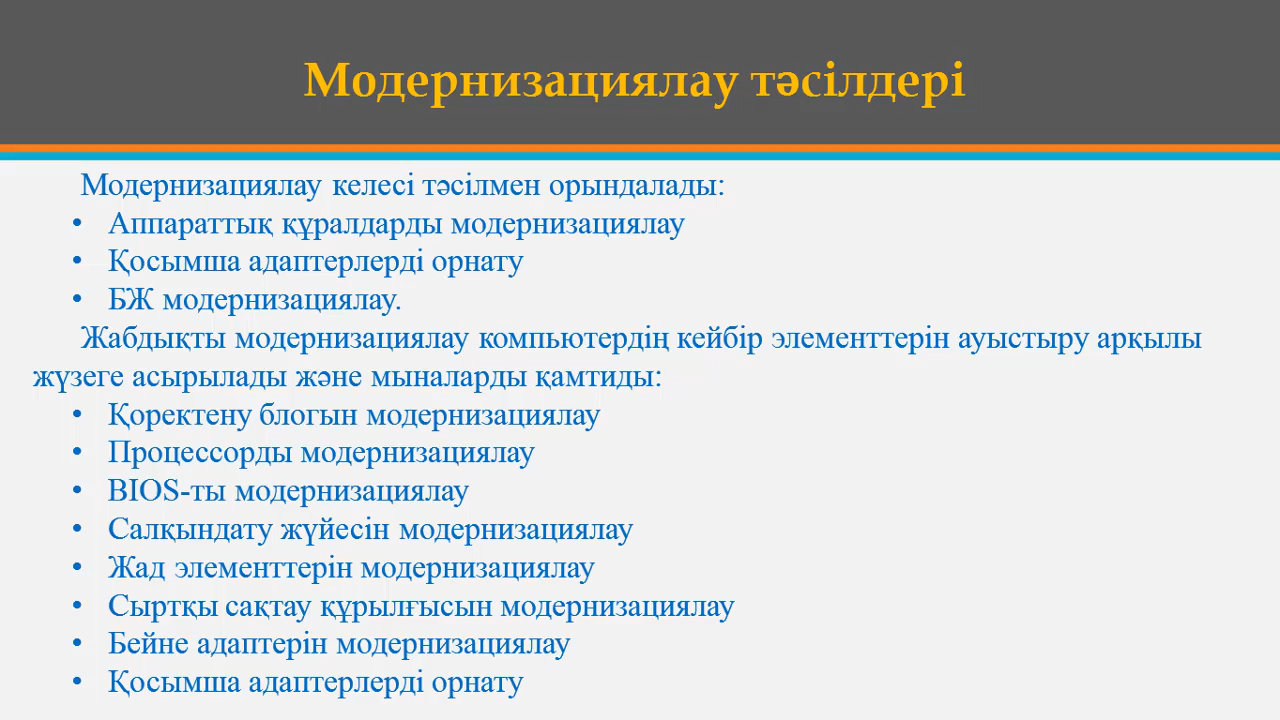 Модернизациялау тәсілдері
Модернизациялау келесі тәсілмен орындалады:
• Аппараттық құралдарды модернизациялау
• Қосымша адаптерлерді орнату
• БЖ модернизациялау.
Жабдықты модернизациялау компьютердің кейбір элементтерін ауыстыру арқылы
жүзеге асырылады және мыналарды қамтиды:
• Қоректену блогын модернизациялау
• Процессорды модернизациялау
• BIOS-ты модернизациялау
• Салқындату жүйесін модернизациялау
• Жад элементтерін модернизациялау
• Сыртқы сақтау құрылғысын модернизациялау
• Бейне адаптерін модернизациялау
• Қосымша адаптерлерді орнату